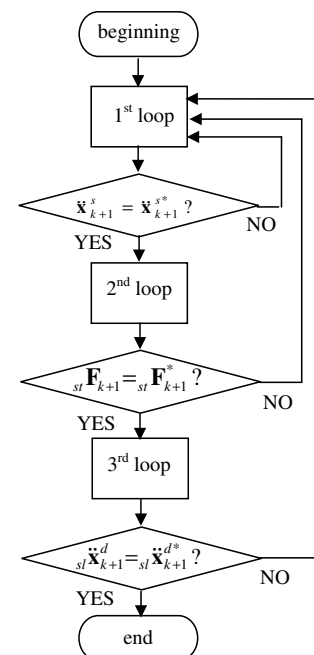 beginning
1st loop
ẍ^s_{k+1} = ẍ^{s*}_{k+1} ?
NO
YES
2nd loop
_{st}F_{k+1} = _{st}F^*_{k+1} ?
NO
YES
3rd loop
_{sl}ẍ^d_{k+1} = _{sl}ẍ^{d*}_{k+1} ?
NO
YES
end